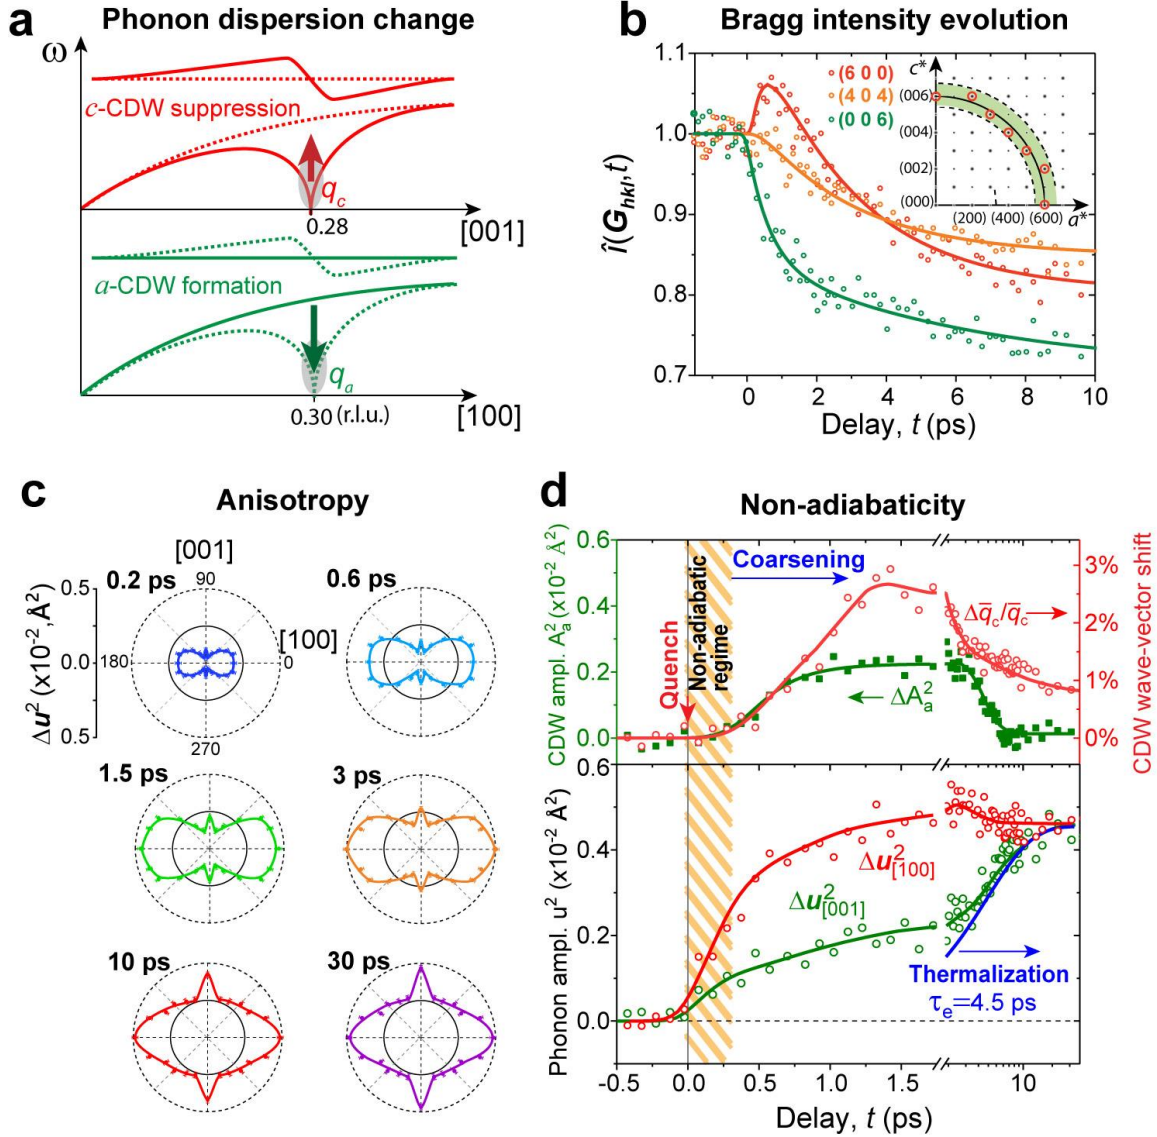 a
Phonon dispersion change
ω
c-CDW suppression
q_c
0.28
[001]
a-CDW formation
q_a
0.30 (r.l.u.)
[100]
b
Bragg intensity evolution
1.1
1.0
0.9
0.8
0.7
î(G_hkl,t)
(6 0 0)
(4 0 4)
(0 0 6)
c*
(006)
(004)
(002)
(000)
(200)
(400)
(600)
a*
0
2
4
6
8
10
Delay, t (ps)
c
Anisotropy
[001]
0.2 ps
90
0.6 ps
0.5
0.0
0.5
Δu² (x10⁻², Å²)
180
[100]
0
270
1.5 ps
3 ps
10 ps
30 ps
d
Non-adiabaticity
0.6
0.4
0.2
0.0
CDW ampl. A_a² (x10⁻² Å²)
Quench
Non-adiabatic
regime
Coarsening
Δq̅_c/q̅_c
ΔA_a²
3%
2%
1%
0%
CDW wave-vector shift
0.6
0.4
0.2
0.0
Phonon ampl. u² (x10⁻² Å²)
Δu²_[100]
Δu²_[001]
Thermalization
τ_e=4.5 ps
-0.5
0.0
0.5
1.0
1.5
10
Delay, t (ps)